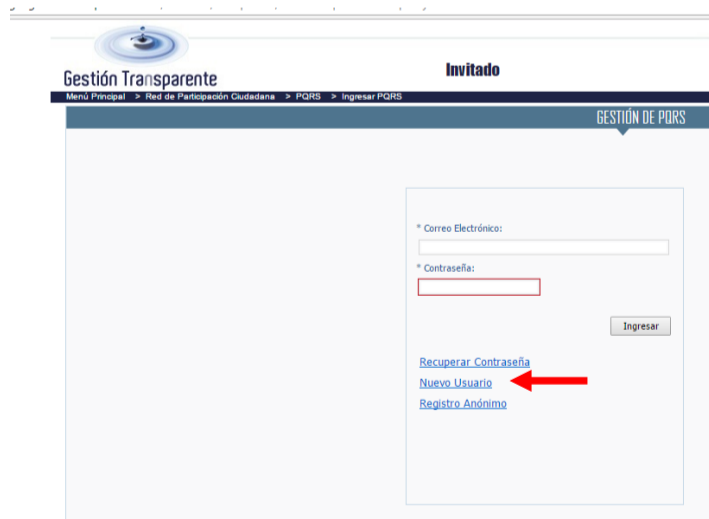 Gestión Transparente
Invitado
Menú Principal > Red de Participación Ciudadana > PQRS > Ingresar PQRS
GESTIÓN DE PQRS
* Correo Electrónico:
* Contraseña:
Ingresar
Recuperar Contraseña
Nuevo Usuario
Registro Anónimo